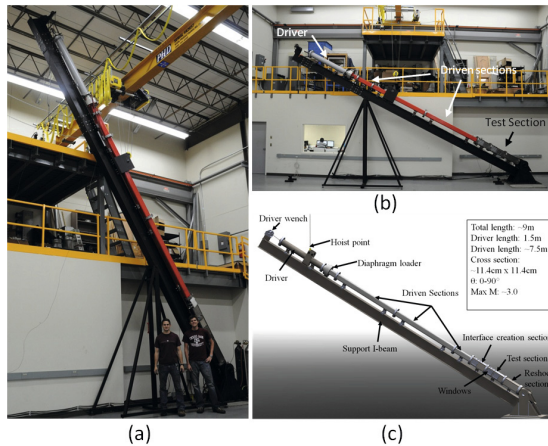 PHD
(a)
Driver
Driven sections
Test Section
(b)
Driver wench
Hoist point
Diaphragm loader
Driver
Driven Sections
Support I-beam
Interface creation section
Test section
Reshock
section
Windows
Total length: ~9m
Driver length: 1.5m
Driven length: ~7.5m
Cross section:
~11.4cm x 11.4cm
θ: 0-90°
Max M: ~3.0
(c)